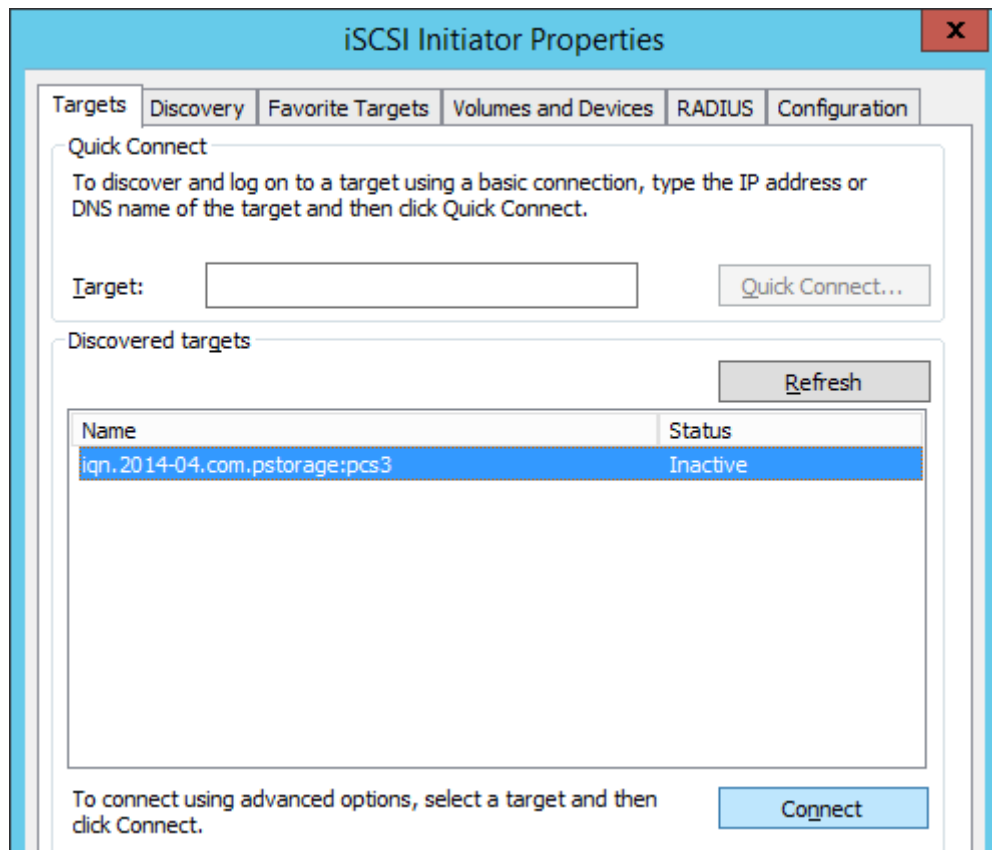 iSCSI Initiator Properties
x
Targets Discovery Favorite Targets Volumes and Devices RADIUS Configuration
Quick Connect
To discover and log on to a target using a basic connection, type the IP address or
DNS name of the target and then click Quick Connect.
Target:
Quick Connect...
Discovered targets
Refresh
Name Status
iqn.2014-04.com.pstorage:pcs3 Inactive
To connect using advanced options, select a target and then
click Connect.
Connect